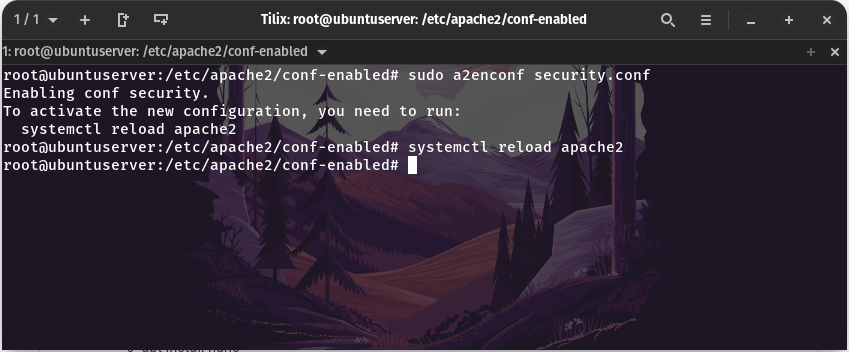 1 / 1
Tilix: root@ubuntuserver: /etc/apache2/conf-enabled
1: root@ubuntuserver: /etc/apache2/conf-enabled
root@ubuntuserver:/etc/apache2/conf-enabled# sudo a2enconf security.conf
Enabling conf security.
To activate the new configuration, you need to run:
  systemctl reload apache2
root@ubuntuserver:/etc/apache2/conf-enabled# systemctl reload apache2
root@ubuntuserver:/etc/apache2/conf-enabled#